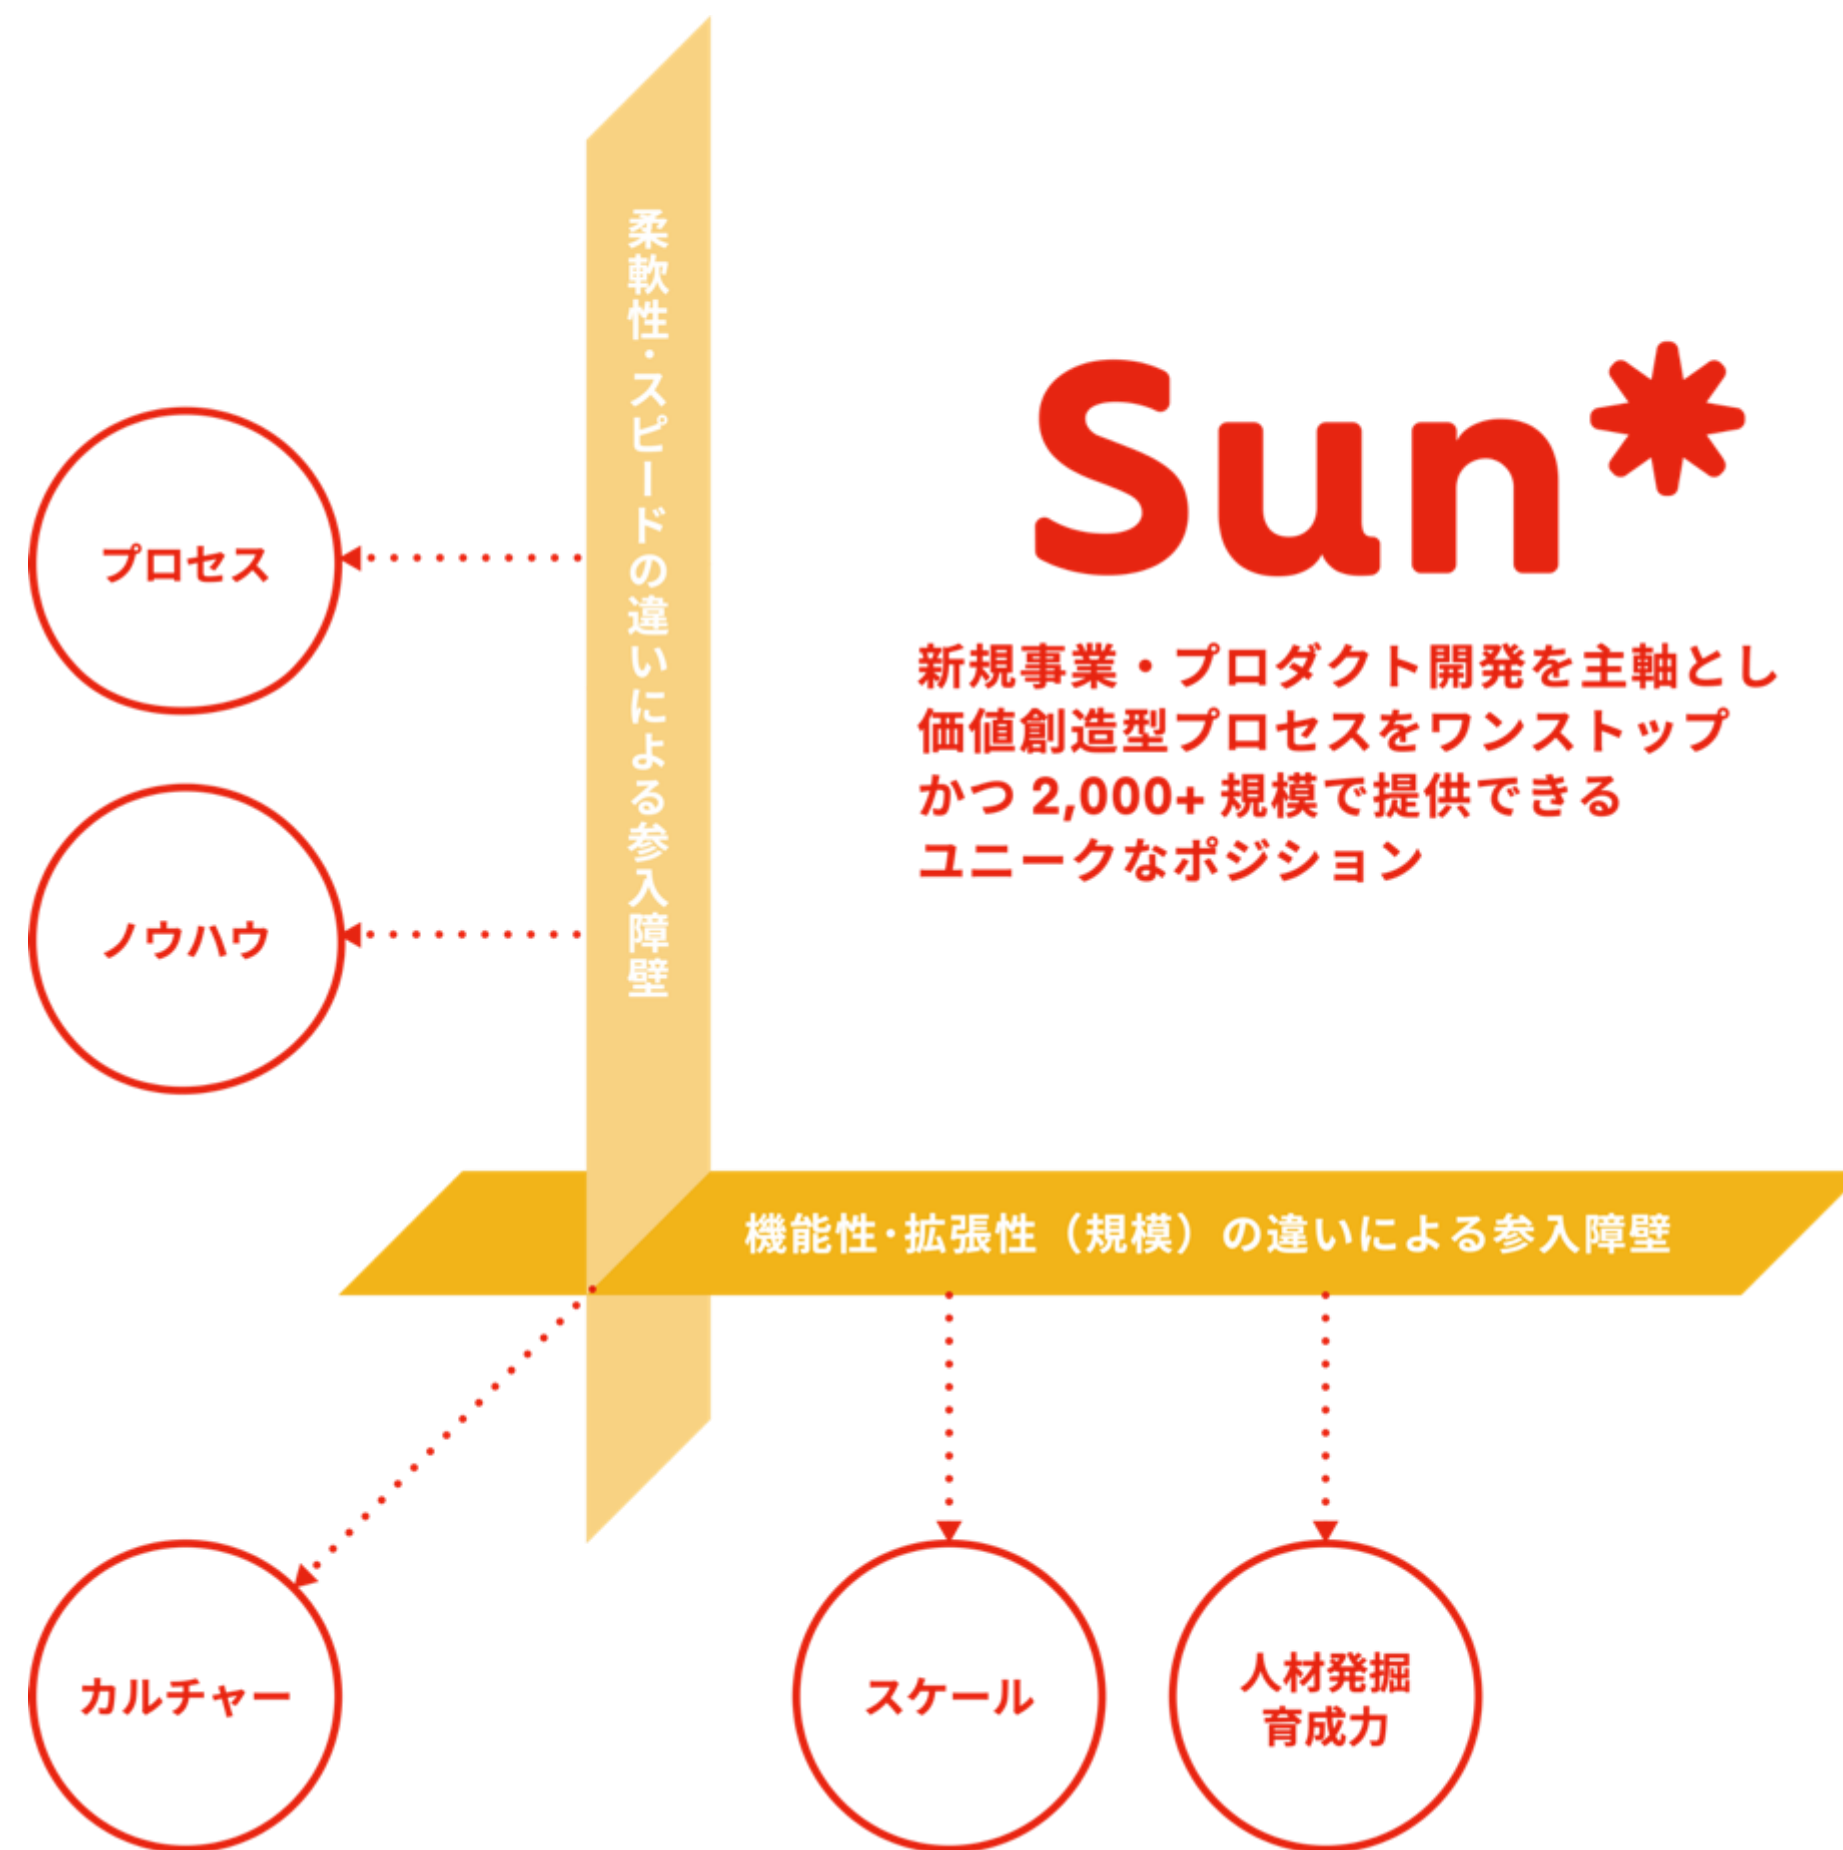 柔軟性・スピードの違いによる参入障壁
Sun*
新規事業・プロダクト開発を主軸とし
価値創造型プロセスをワンストップ
かつ 2,000+ 規模で提供できる
ユニークなポジション
プロセス
ノウハウ
機能性・拡張性（規模）の違いによる参入障壁
カルチャー
スケール
人材発掘
育成力